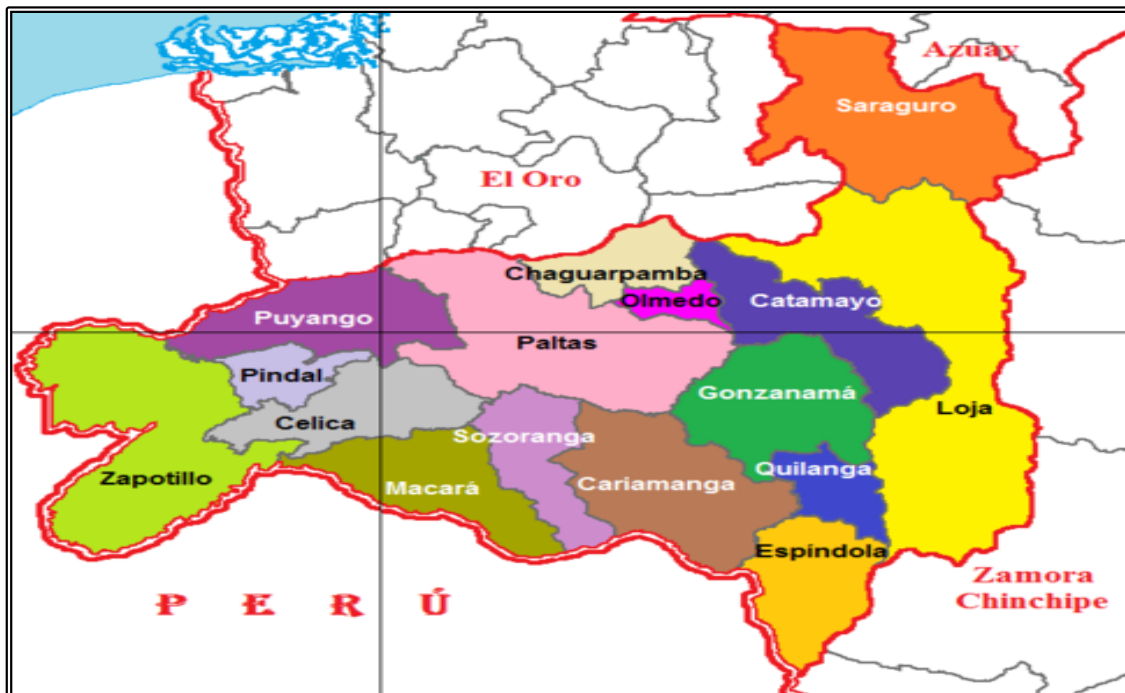 Azuay
Saraguro
El Oro
Chaguarpamba
Olmedo
Catamayo
Puyango
Paltas
Pindal
Gonzanamá
Loja
Celica
Sozoranga
Zapotillo
Macará
Cariamanga
Quilanga
Espíndola
Zamora
Chinchipe
PERÚ